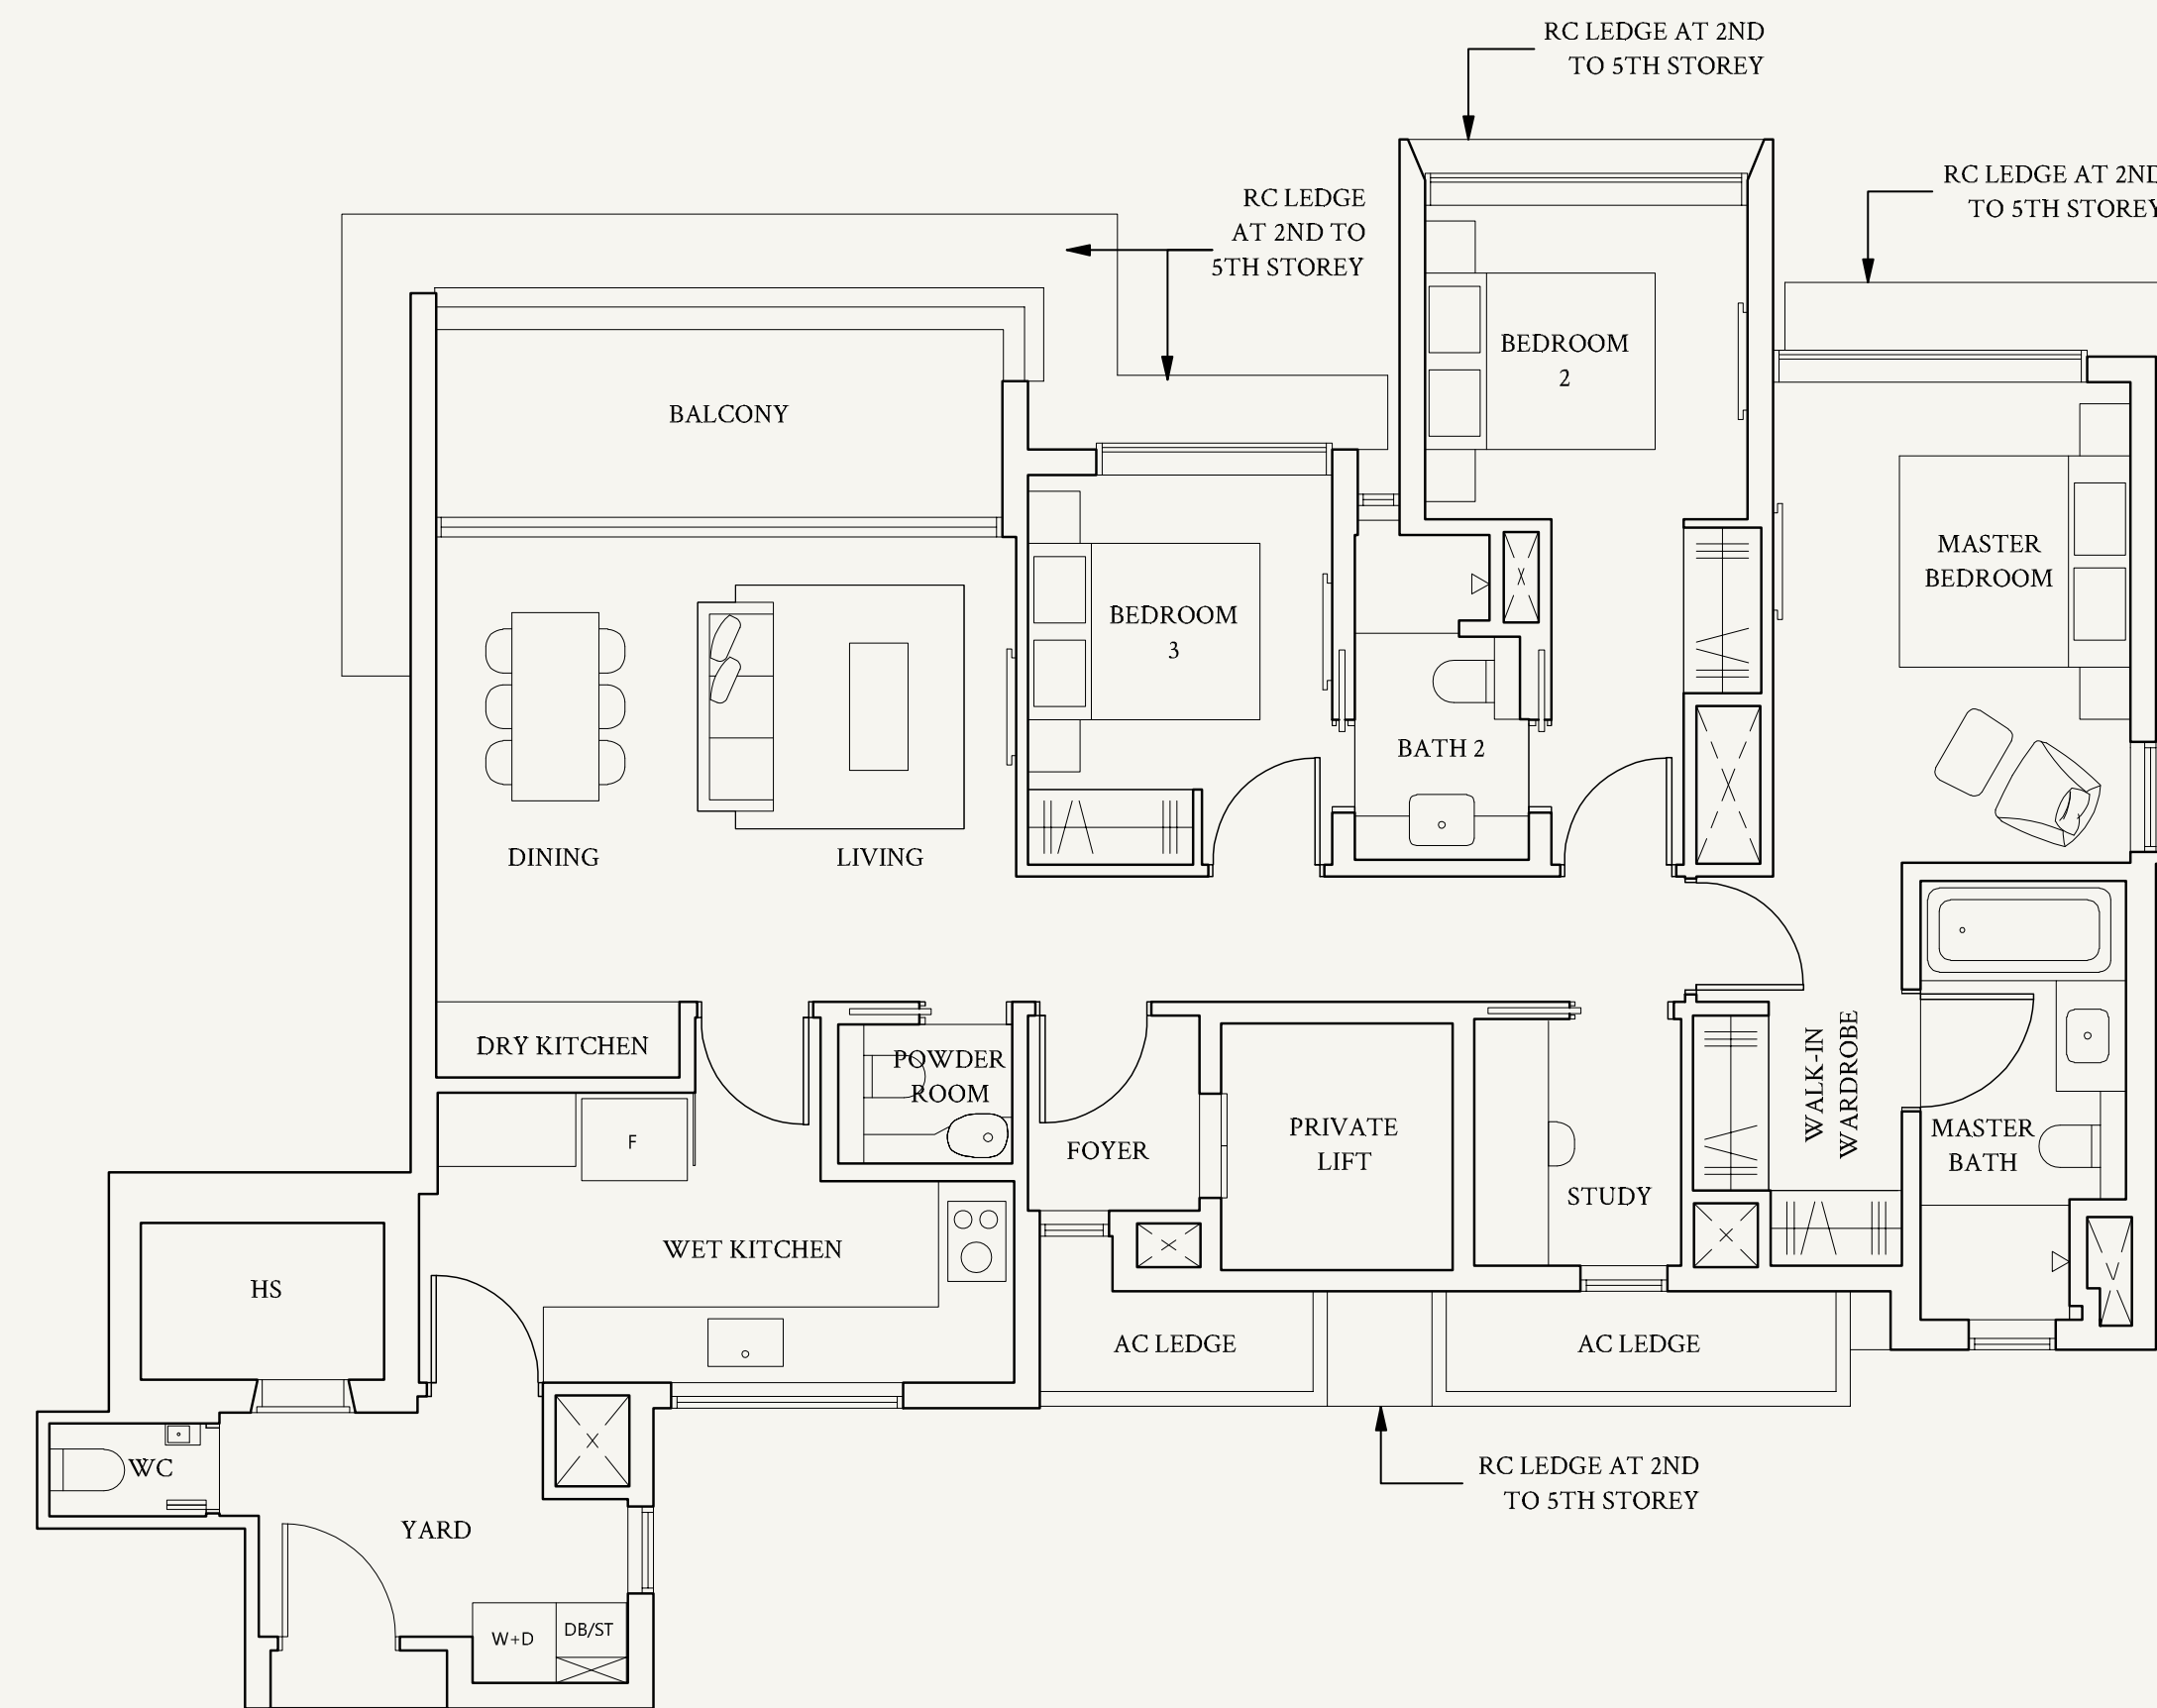 RC LEDGE AT 2ND
TO 5TH STOREY
RC LEDGE AT 2ND
TO 5TH STOREY
RC LEDGE
AT 2ND TO
5TH STOREY
BEDROOM
2
BALCONY
MASTER
BEDROOM
BEDROOM
3
BATH 2
DINING
LIVING
DRY KITCHEN
POWDER
ROOM
F
FOYER
PRIVATE
LIFT
STUDY
WALK-IN
WARDROBE
MASTER
BATH
WET KITCHEN
HS
AC LEDGE
AC LEDGE
WC
RC LEDGE AT 2ND
TO 5TH STOREY
YARD
W+D
DB/ST